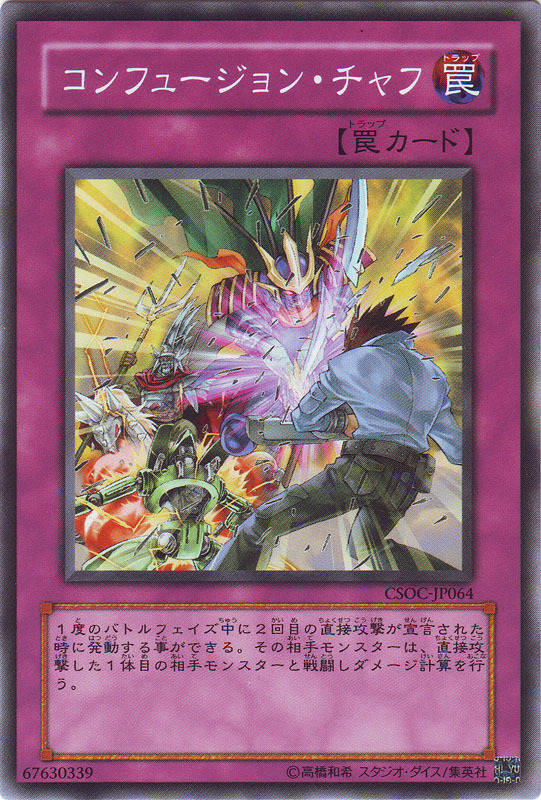 コンフュージョン・チャフ
罠
トラップ
【罠カード】
トラップ
CSOC-JP064
1度のバトルフェイズ中に2回目の直接攻撃が宣言された
時に発動する事ができる。その相手モンスターは、直接攻
撃した1体目の相手モンスターと戦闘しダメージ計算を行
う。
67630339
©高橋和希 スタジオ・ダイス/集英社